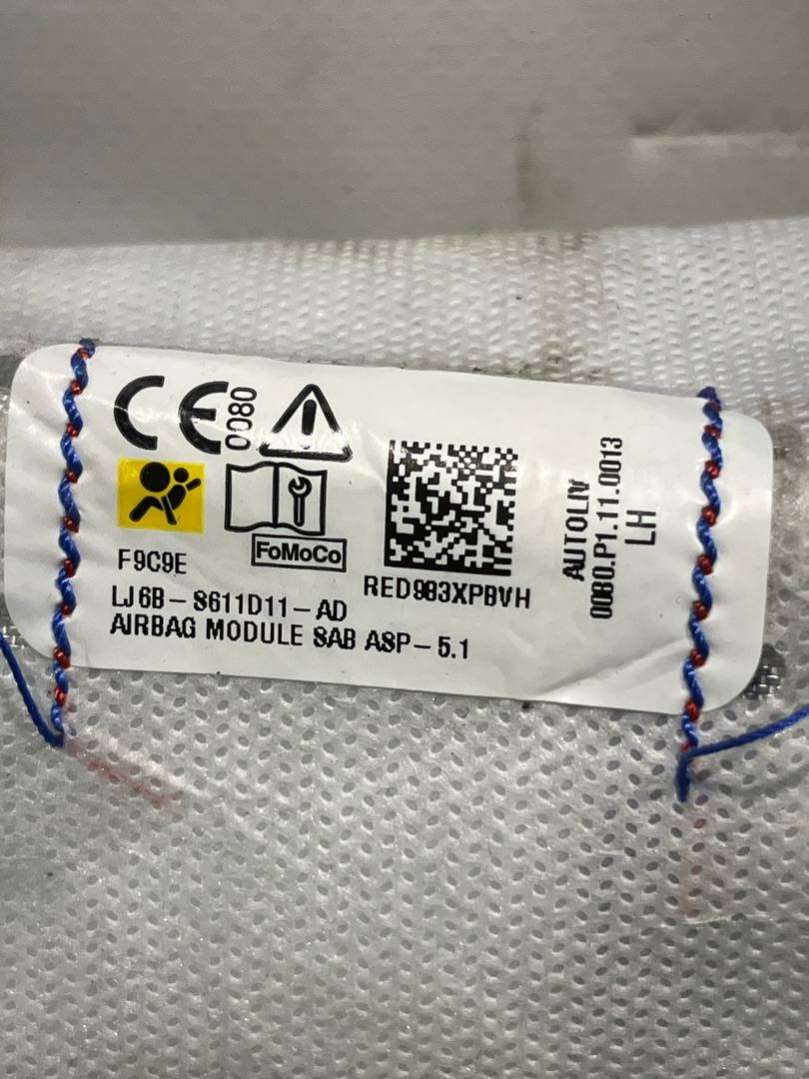 CE 0080
F9C9E
FoMoCo
LJ6B-S611D11-AD
AIRBAG MODULE SAB ASP-5.1
RED983XPBVH
AUTOLIV
0080.P1.11.0013
LH